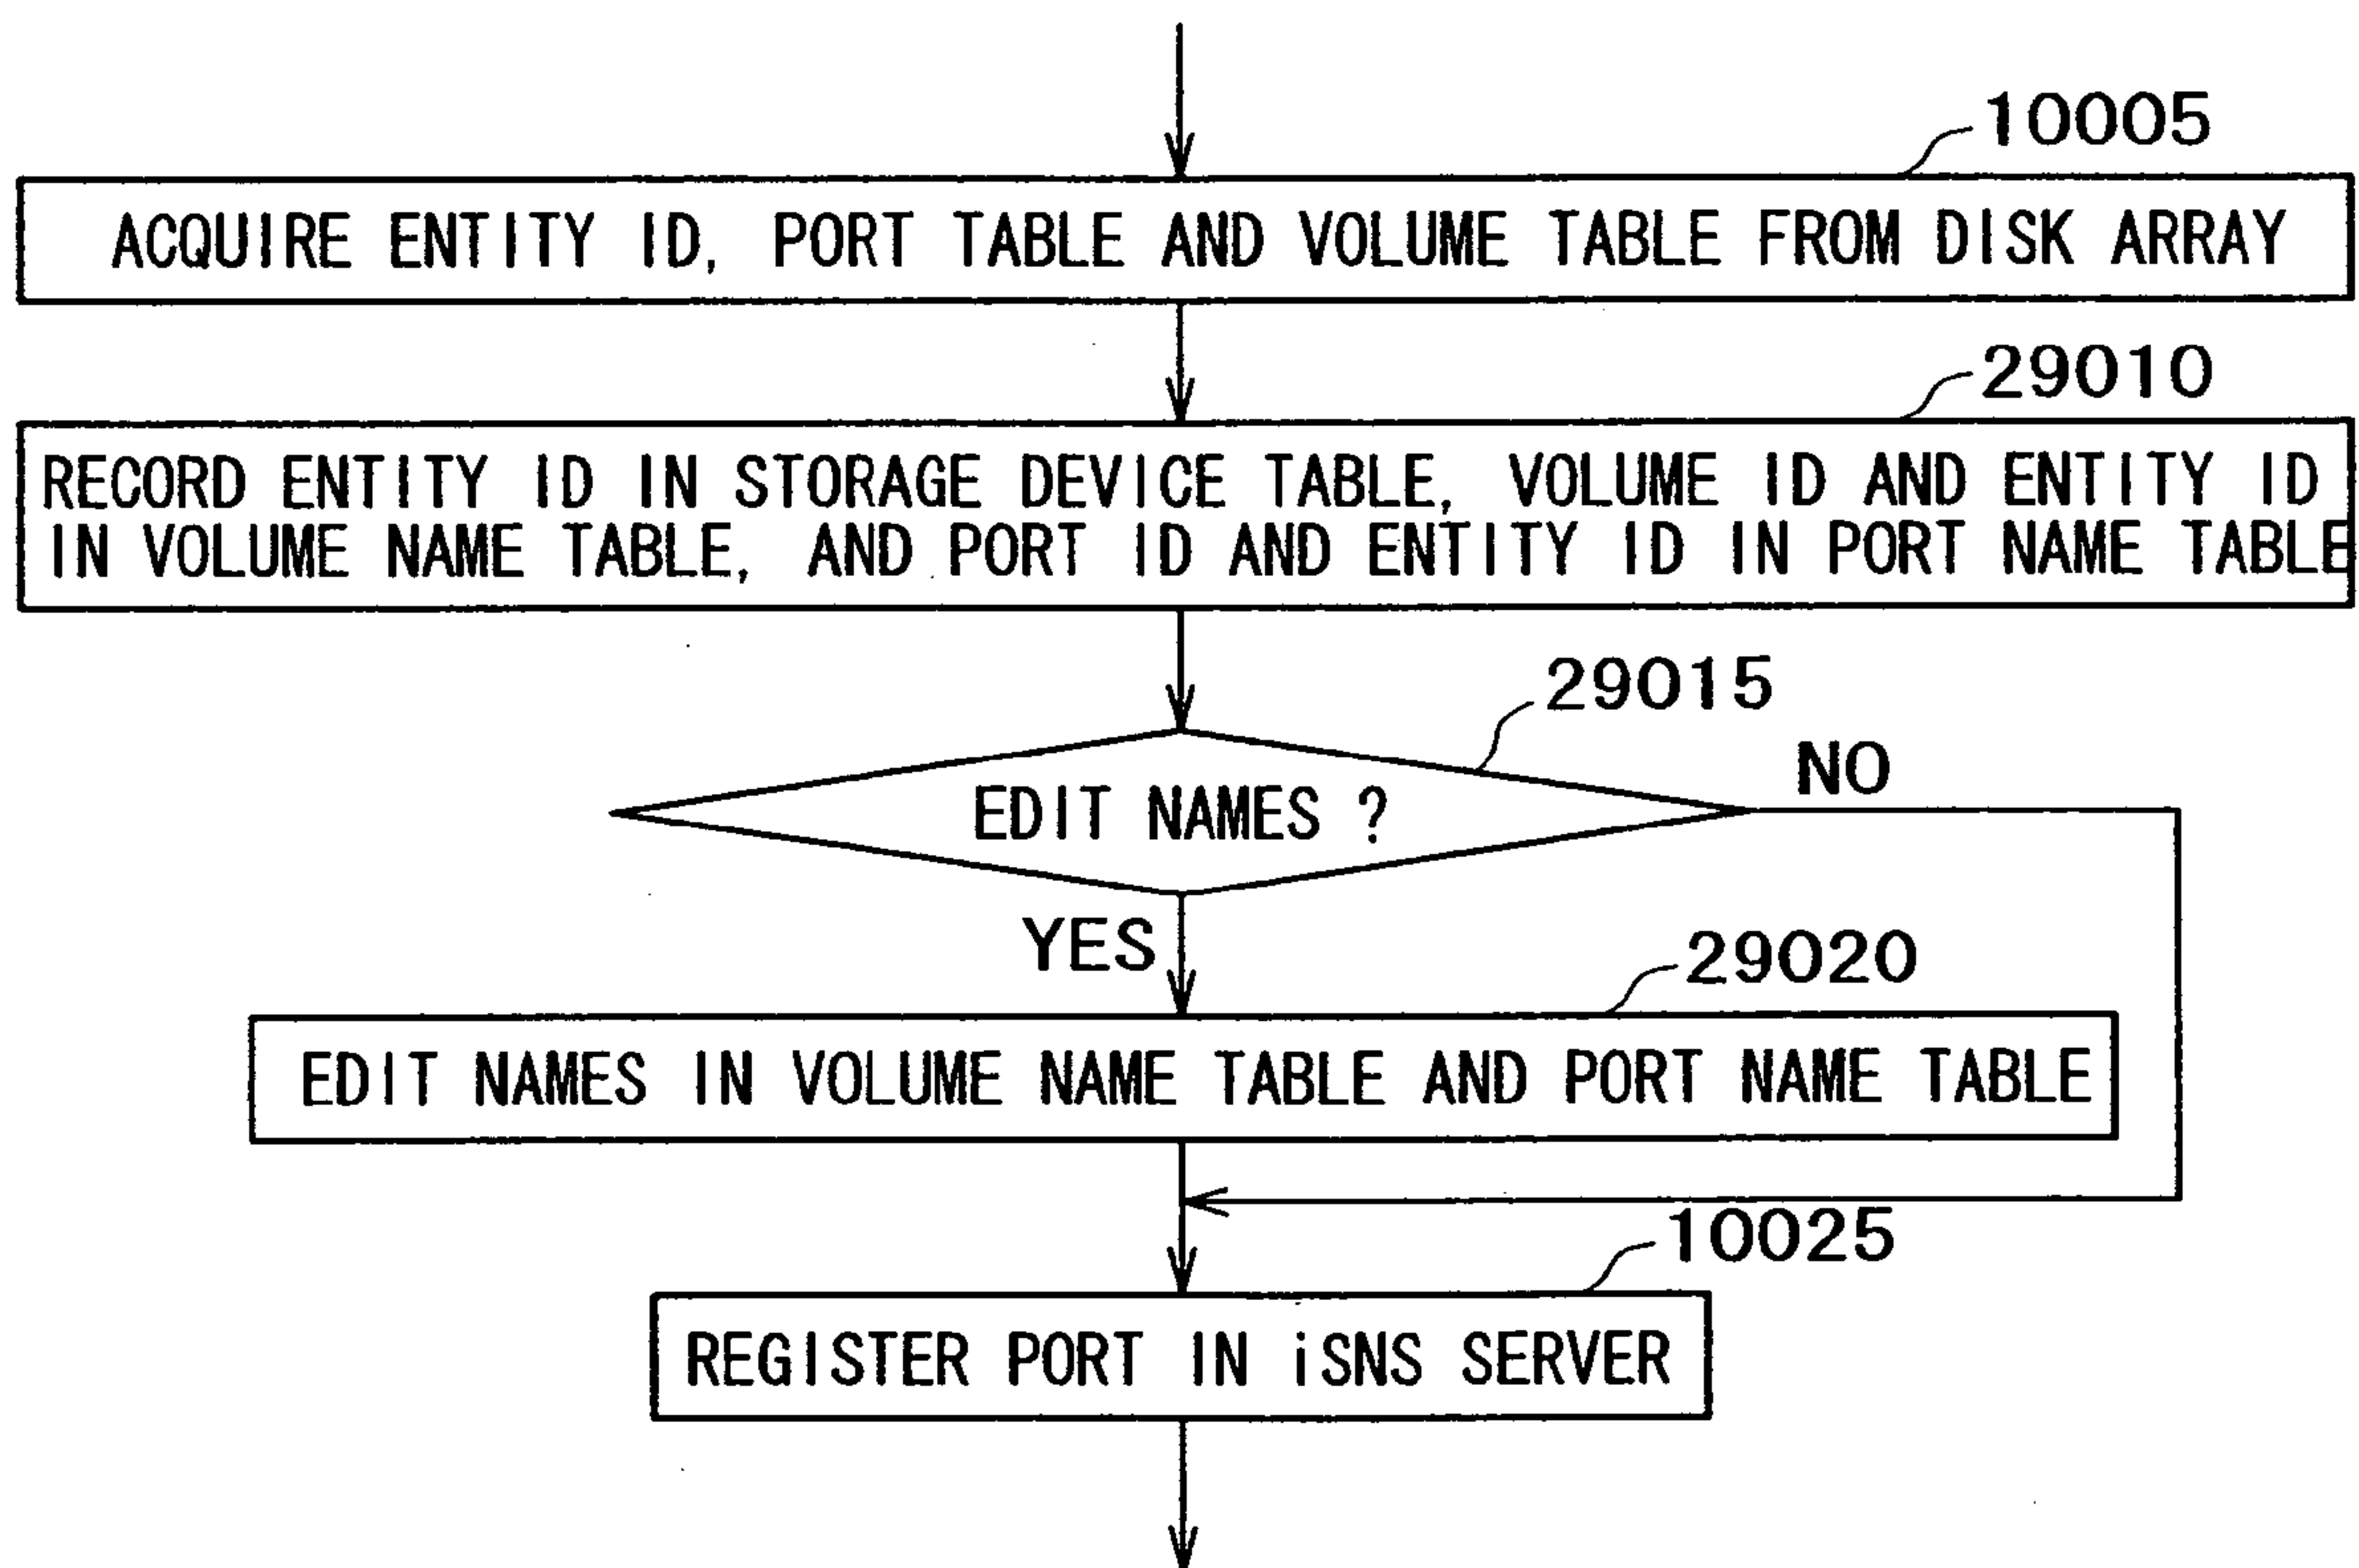 10005
ACQUIRE ENTITY ID, PORT TABLE AND VOLUME TABLE FROM DISK ARRAY
29010
RECORD ENTITY ID IN STORAGE DEVICE TABLE, VOLUME ID AND ENTITY ID
IN VOLUME NAME TABLE, AND PORT ID AND ENTITY ID IN PORT NAME TABLE
29015
NO
EDIT NAMES ?
YES
29020
EDIT NAMES IN VOLUME NAME TABLE AND PORT NAME TABLE
10025
REGISTER PORT IN iSNS SERVER